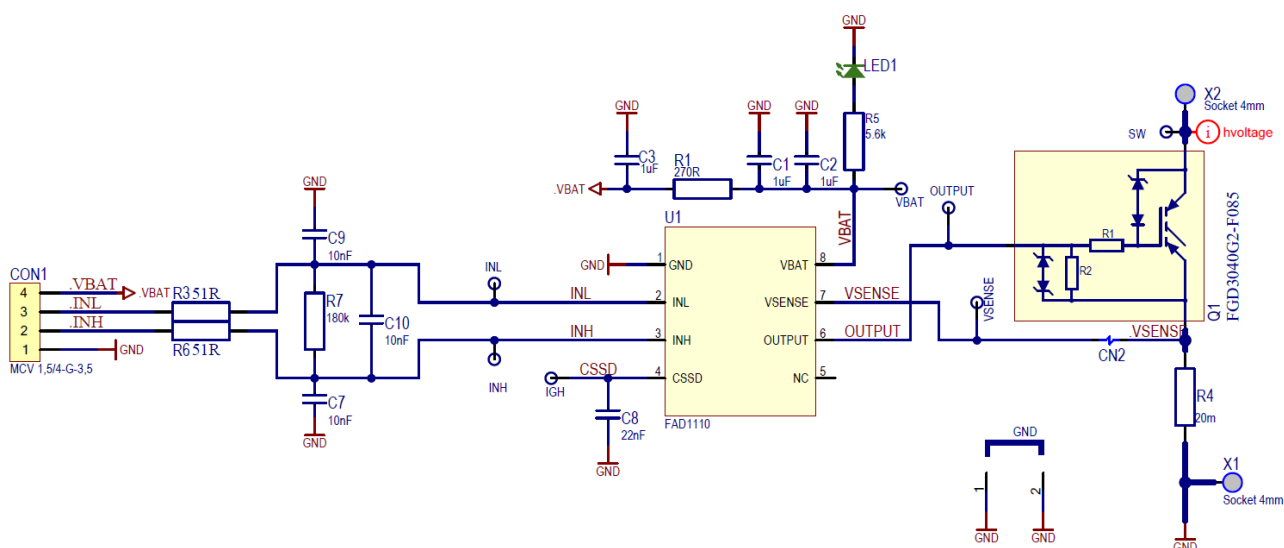 GND
LED1
R5
5.6k
GND
GND
GND
C3
1uF
R1
270R
C1
1uF
C2
1uF
.VBAT
VBAT
VBAT
OUTPUT
X2
Socket 4mm
SW
i
hvoltage
R1
R2
Q1
FGD3040G2-F085
GND
C9
10nF
CON1
4
3
2
1
.VBAT
.INL
.INH
.VBAT
GND
R351R
R651R
MCV 1,5/4-G-3,5
R7
180k
C10
10nF
C7
10nF
GND
INL
INL
INH
INH
CSSD
IGH
C8
22nF
GND
U1
GND
1
GND
2
INL
3
INH
4
CSSD
VBAT
8
VSENSE
7
OUTPUT
6
NC
5
FAD1110
VSENSE
OUTPUT
VSENSE
CN2
.VSENSE
R4
20m
X1
Socket 4mm
GND
GND
1
2
GND
GND